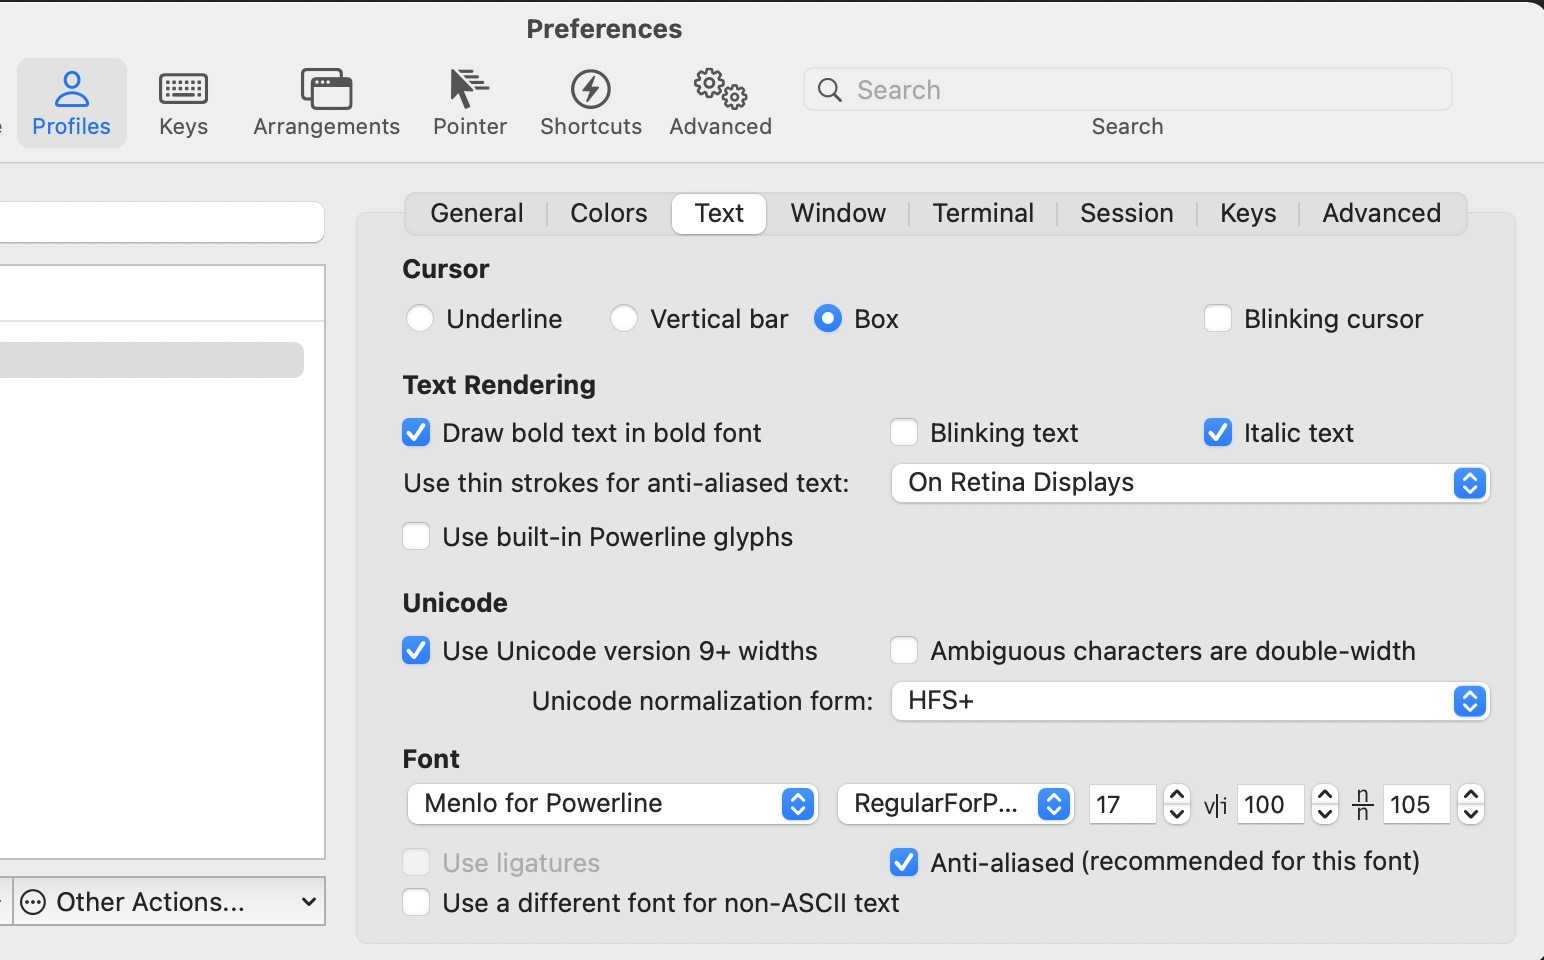 Preferences
Profiles Keys Arrangements Pointer Shortcuts Advanced Search
Search
General Colors Text Window Terminal Session Keys Advanced
Cursor
Underline Vertical bar Box Blinking cursor
Text Rendering
Draw bold text in bold font Blinking text Italic text
Use thin strokes for anti-aliased text: On Retina Displays
Use built-in Powerline glyphs
Unicode
Use Unicode version 9+ widths Ambiguous characters are double-width
Unicode normalization form: HFS+
Font
Menlo for Powerline RegularForP... 17 v|i 100 n/n 105
Use ligatures Anti-aliased (recommended for this font)
Other Actions... Use a different font for non-ASCII text